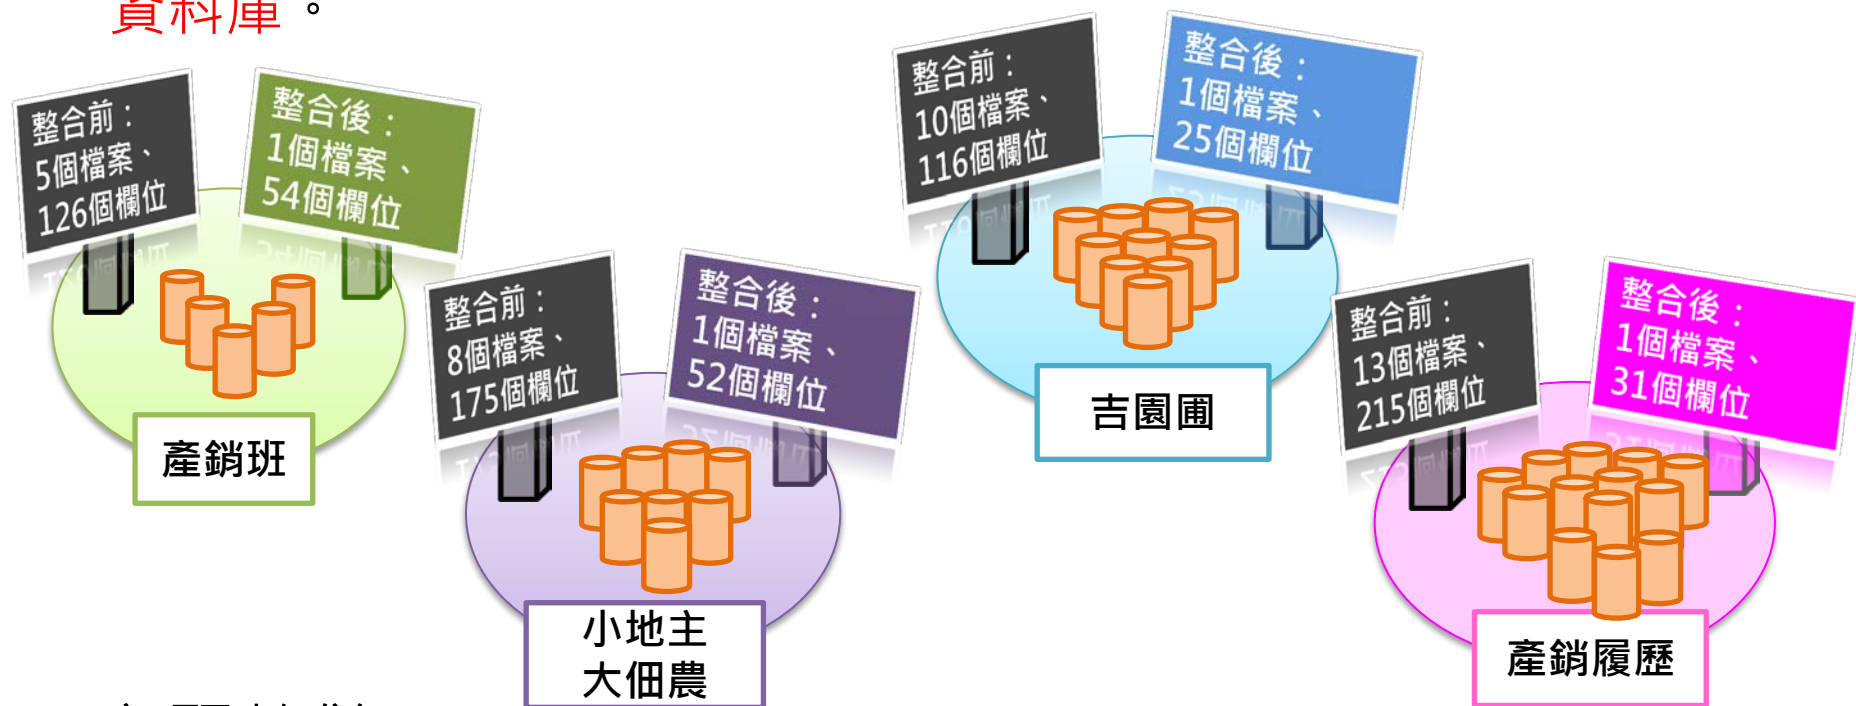 資料庫。
整合前：
5個檔案、
126個欄位
整合後：
1個檔案、
54個欄位
產銷班
整合前：
8個檔案、
175個欄位
整合後：
1個檔案、
52個欄位
小地主
大佃農
整合前：
10個檔案、
116個欄位
整合後：
1個檔案、
25個欄位
吉園圃
整合前：
13個檔案、
215個欄位
整合後：
1個檔案、
31個欄位
產銷履歷